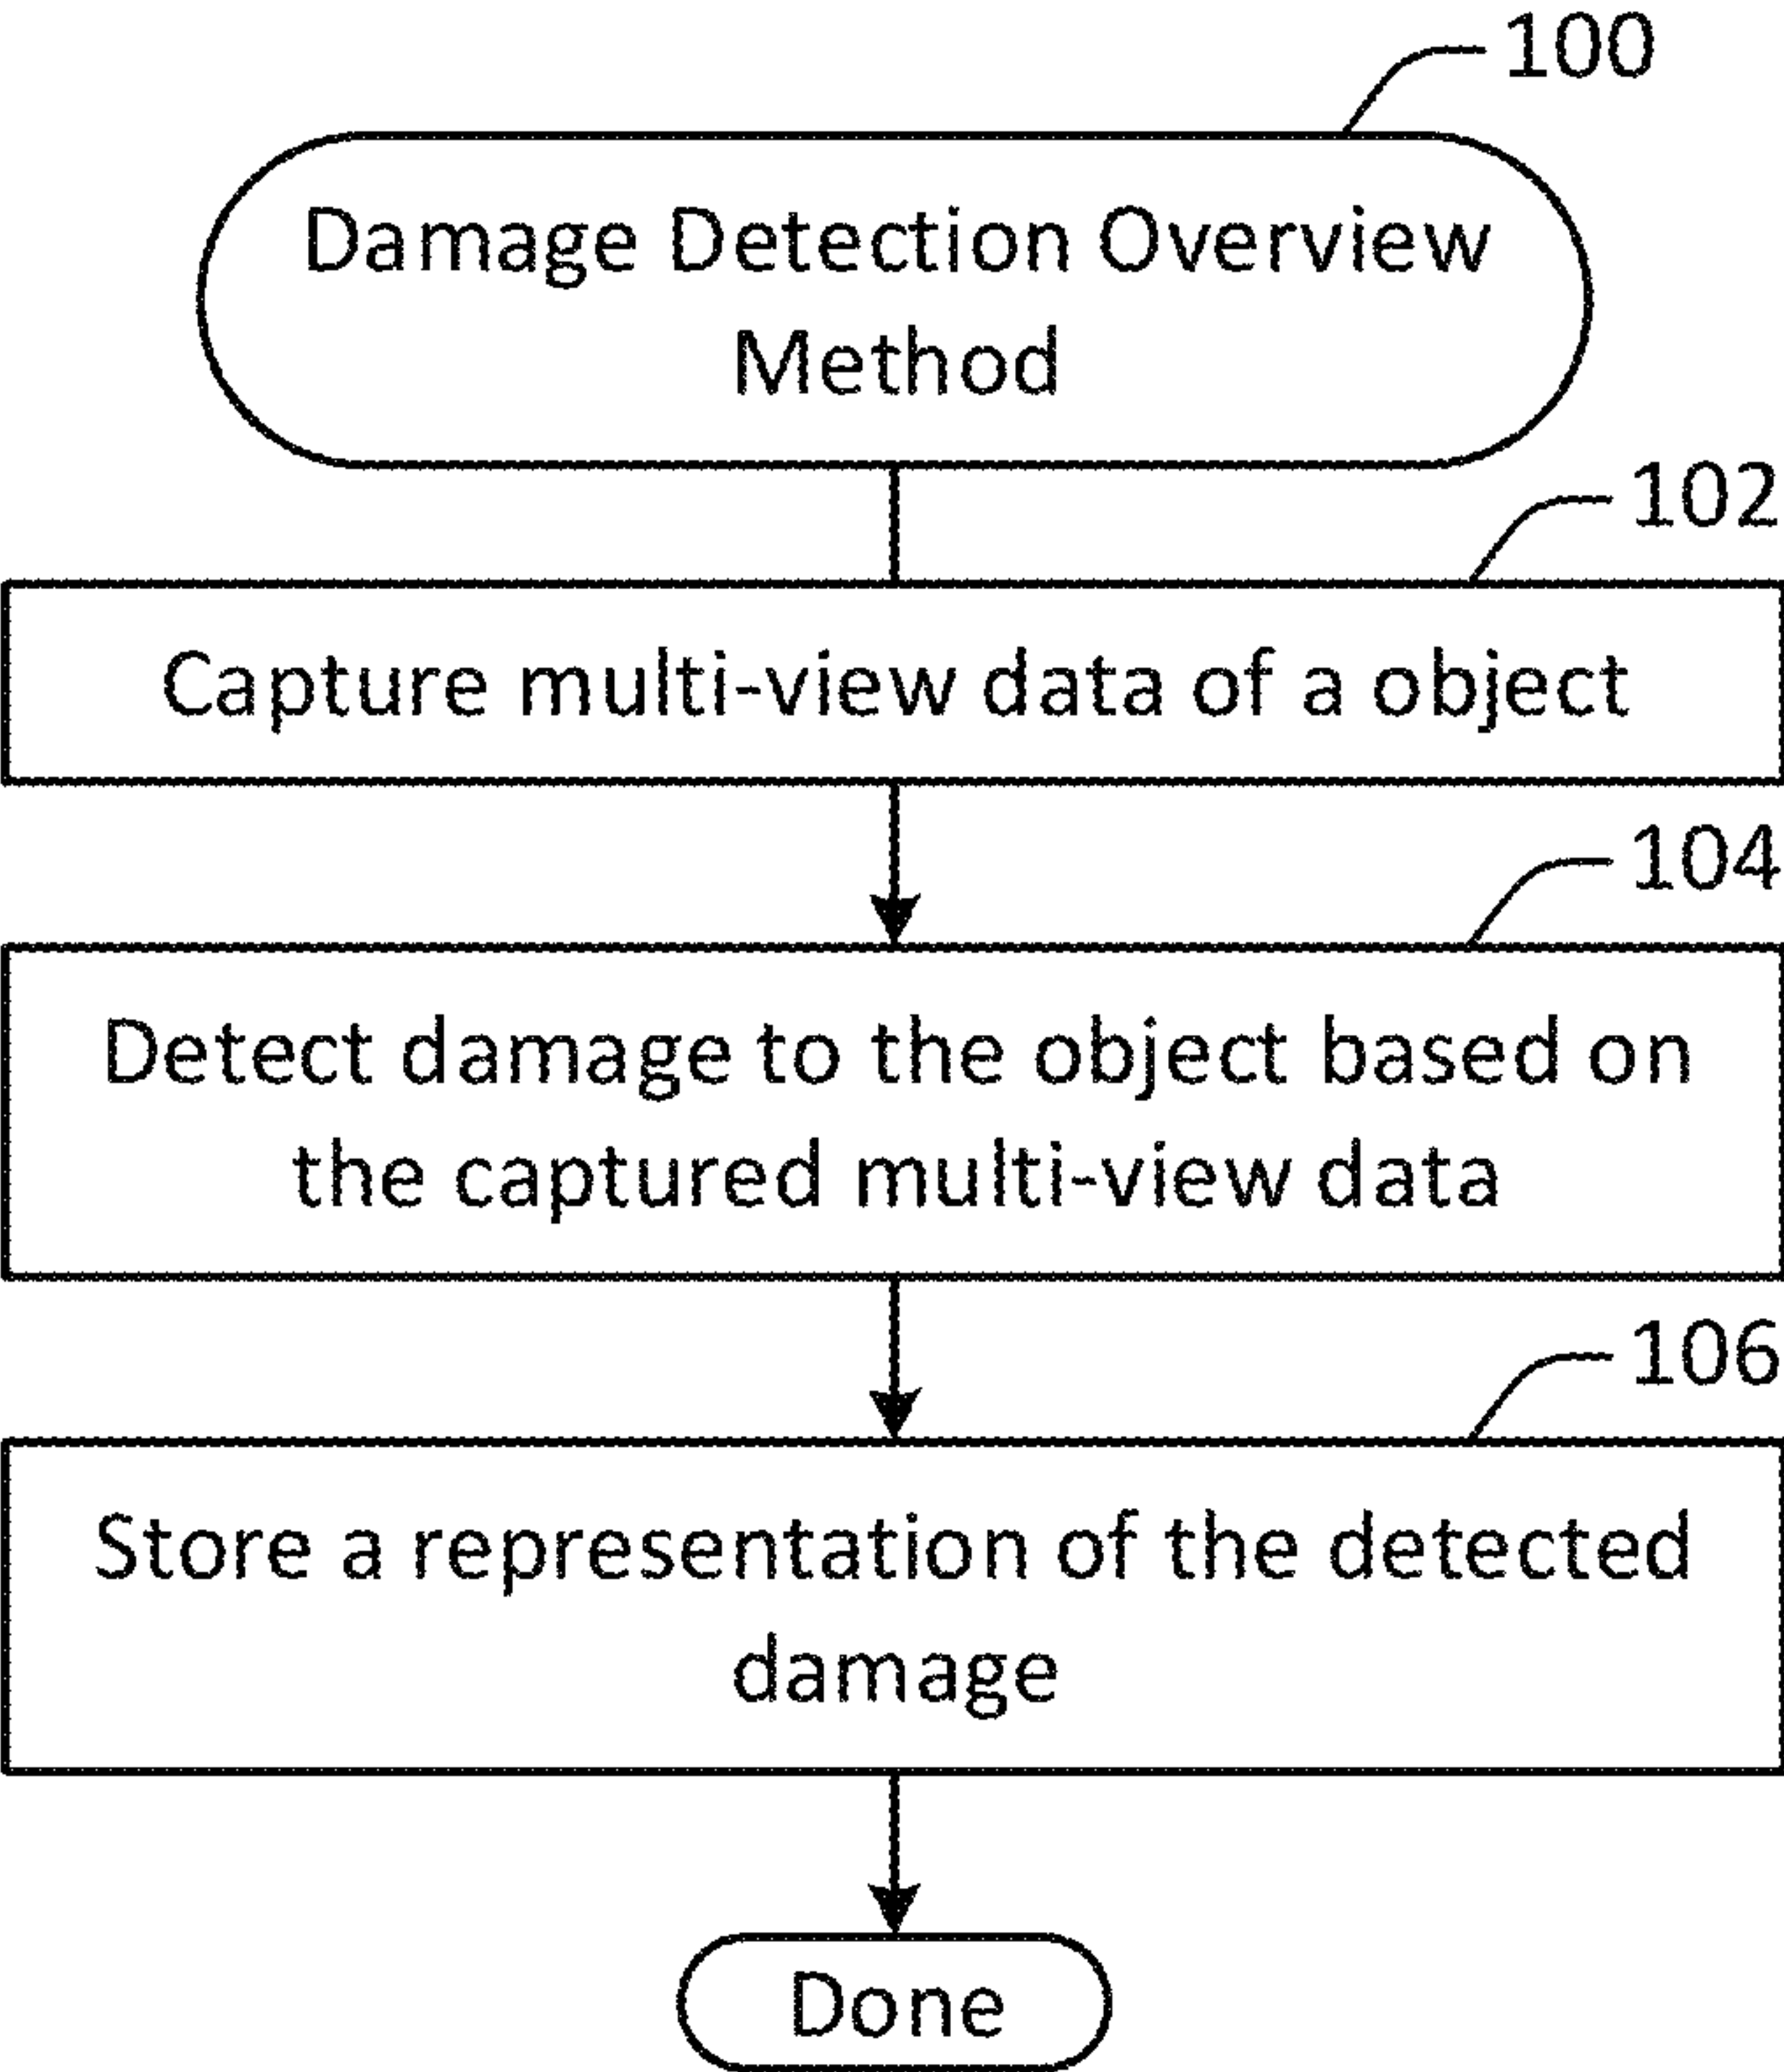 100
Damage Detection Overview
Method
102
Capture multi-view data of a object
104
Detect damage to the object based on
the captured multi-view data
106
Store a representation of the detected
damage
Done